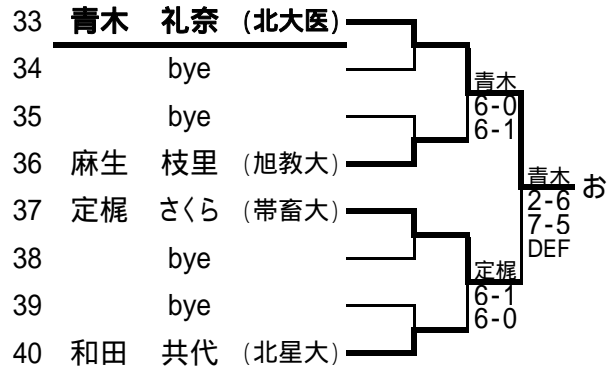 33 青木 礼奈 (北大医)
34 bye
35 bye
36 麻生 枝里 (旭教大)
37 定梶 さくら (帯畜大)
38 bye
39 bye
40 和田 共代 (北星大)
青木
6-0
6-1
定梶
6-1
6-0
青木
2-6
7-5
DEF
お